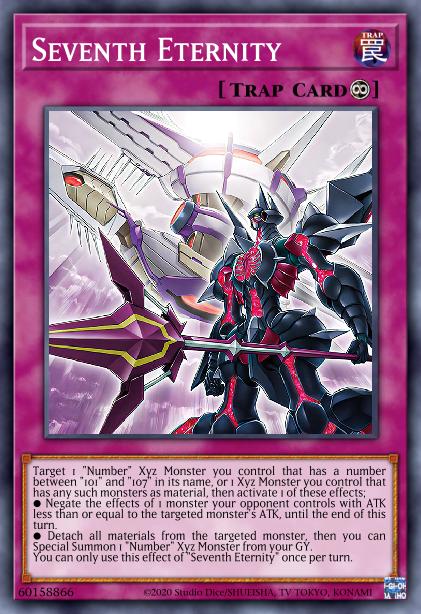 SEVENTH ETERNITY
TRAP
罠
[TRAP CARD]
Target 1 "Number" Xyz Monster you control that has a number
between "101" and "107" in its name, or 1 Xyz Monster you control that
has any such monsters as material, then activate 1 of these effects;
● Negate the effects of 1 monster your opponent controls with ATK
less than or equal to the targeted monster's ATK, until the end of this
turn.
● Detach all materials from the targeted monster, then you can
Special Summon 1 "Number" Xyz Monster from your GY.
You can only use this effect of "Seventh Eternity" once per turn.
60158866
©2020 Studio Dice/SHUEISHA, TV TOKYO, KONAMI